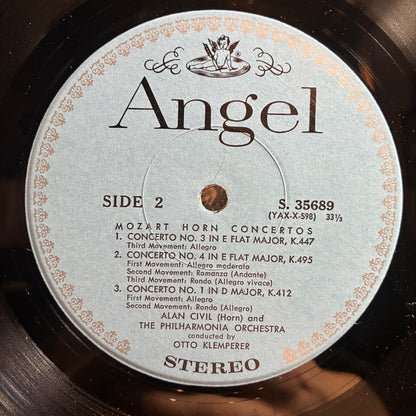 Angel
SIDE 2
S. 35689
(YAX-X-598) 33⅓
MOZART HORN CONCERTOS
1. CONCERTO NO. 3 IN E FLAT MAJOR, K.447
Third Movement: Allegro
2. CONCERTO NO. 4 IN E FLAT MAJOR, K.495
First Movement: Allegro moderato
Second Movement: Romanza (Andante)
Third Movement: Rondo (Allegro vivace)
3. CONCERTO NO. 1 IN D MAJOR, K.412
First Movement: Allegro
Second Movement: Rondo (Allegro)
ALAN CIVIL (Horn) and
THE PHILHARMONIA ORCHESTRA
conducted by
OTTO KLEMPERER
STEREO